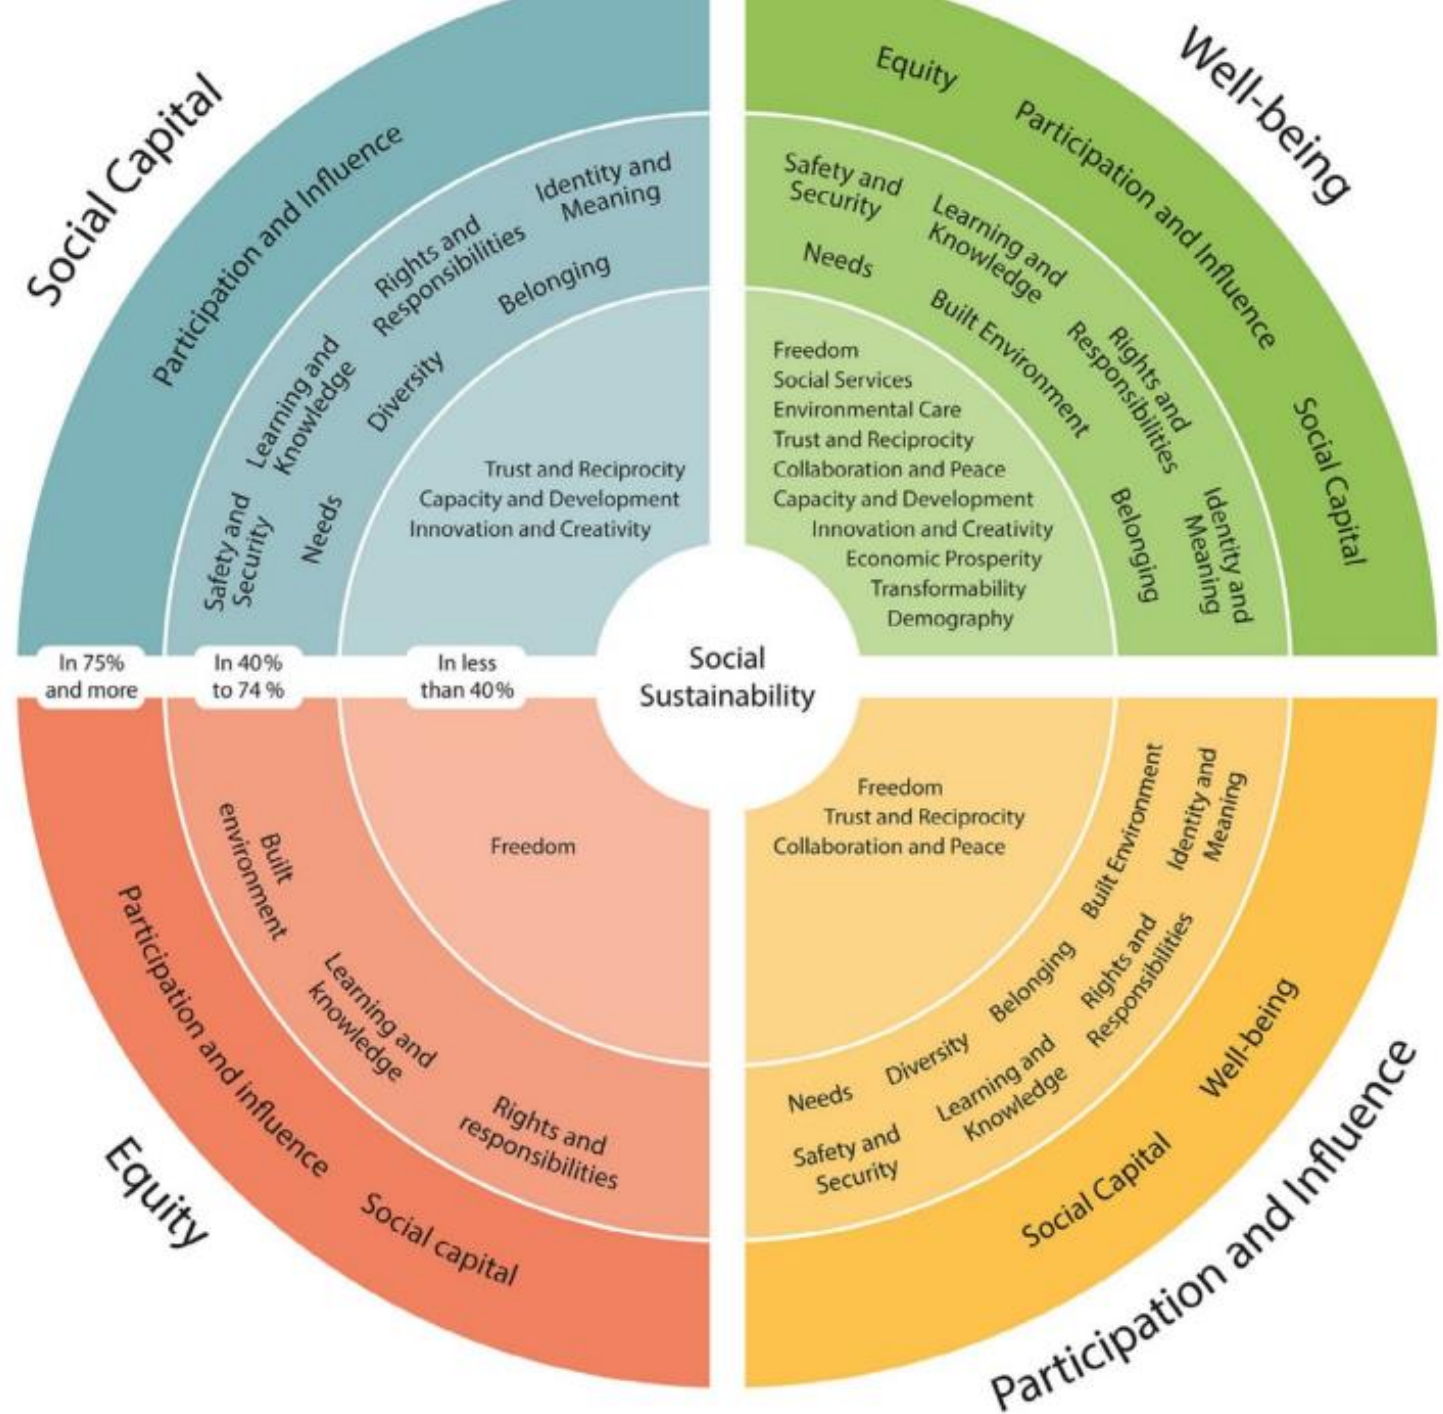 Social Capital
Participation and Influence
Identity and
Meaning
Rights and
Responsibilities
Belonging
Learning and
Knowledge
Diversity
Safety and
Security
Needs
Trust and Reciprocity
Capacity and Development
Innovation and Creativity
Well-being
Equity
Participation and Influence
Social Capital
Safety and
Security
Learning and
Knowledge
Needs
Built Environment
Rights and
Responsibilities
Identity and
Meaning
Belonging
Freedom
Social Services
Environmental Care
Trust and Reciprocity
Collaboration and Peace
Capacity and Development
Innovation and Creativity
Economic Prosperity
Transformability
Demography
In 75%
and more
In 40%
to 74 %
In less
than 40%
Social
Sustainability
Equity
Participation and influence
Social capital
Built
environment
Learning and
knowledge
Rights and
responsibilities
Freedom
Freedom
Trust and Reciprocity
Collaboration and Peace
Built Environment
Identity and
Meaning
Belonging
Rights and
Responsibilities
Diversity
Learning and
Knowledge
Needs
Safety and
Security
Well-being
Social Capital
Participation and Influence